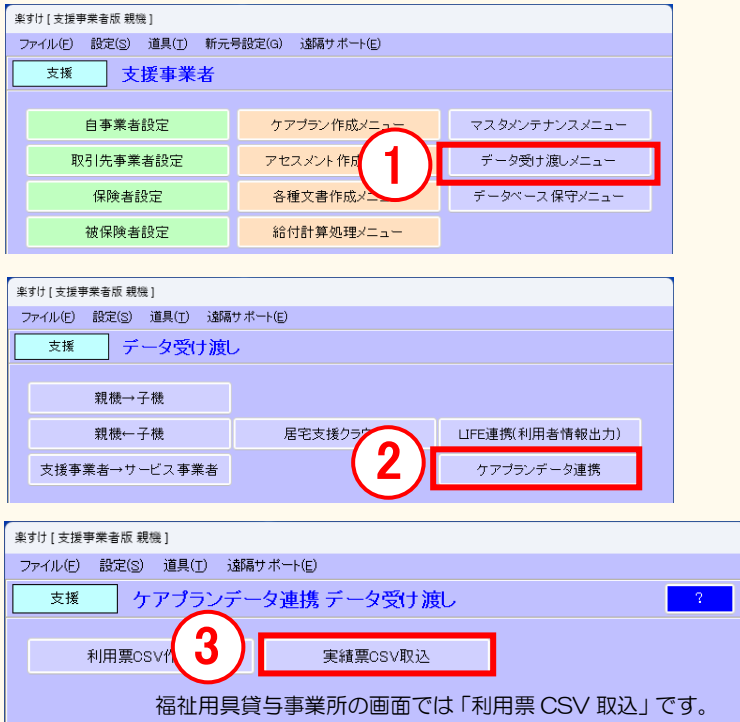 楽すけ [ 支援事業者版 親機 ]
ファイル(F) 設定(S) 道具(T) 新元号設定(G) 遠隔サポート(E)
支援 支援事業者
自事業者設定 ケアプラン作成メニュー マスタメンテナンスメニュー
取引先事業者設定 アセスメント作成 ① データ受け渡しメニュー
保険者設定 各種文書作成メニュー データベース保守メニュー
被保険者設定 給付計算処理メニュー
楽すけ [ 支援事業者版 親機 ]
ファイル(F) 設定(S) 道具(T) 遠隔サポート(E)
支援 データ受け渡し
親機→子機
親機←子機 居宅支援クラウ LIFE連携(利用者情報出力)
支援事業者→サービス事業者 ② ケアプランデータ連携
楽すけ [ 支援事業者版 親機 ]
ファイル(F) 設定(S) 道具(T) 遠隔サポート(E)
支援 ケアプランデータ連携 データ受け渡し ?
利用票CSV作 ③ 実績票CSV取込
福祉用具貸与事業所の画面では「利用票 CSV 取込」です。